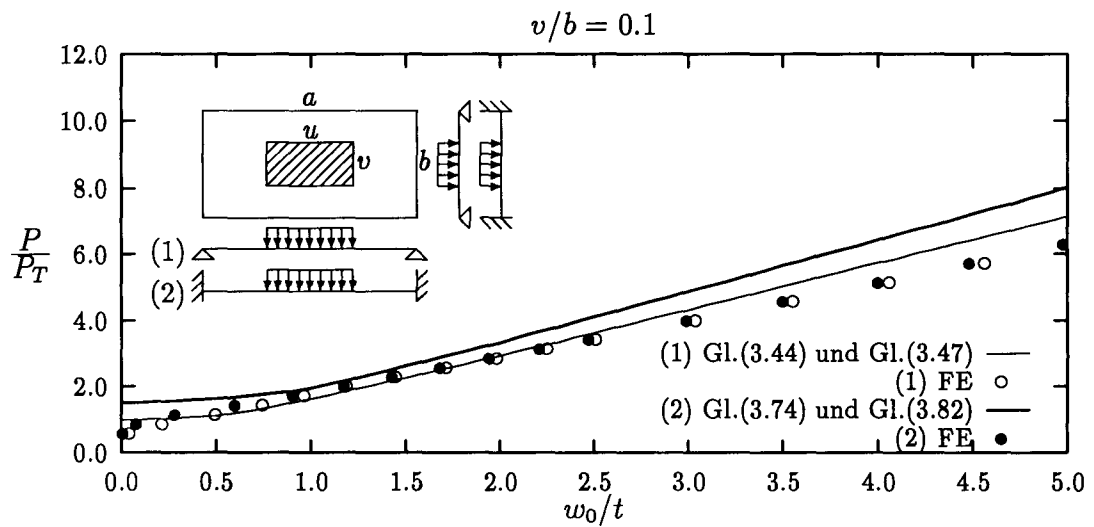 v/b = 0.1
12.0
10.0
8.0
6.0
4.0
2.0
0.0
P
P_T
a
u
v
b
(1)
(2)
(1) Gl.(3.44) und Gl.(3.47)
(1) FE
(2) Gl.(3.74) und Gl.(3.82)
(2) FE
0.0 0.5 1.0 1.5 2.0 2.5 3.0 3.5 4.0 4.5 5.0
w_0/t